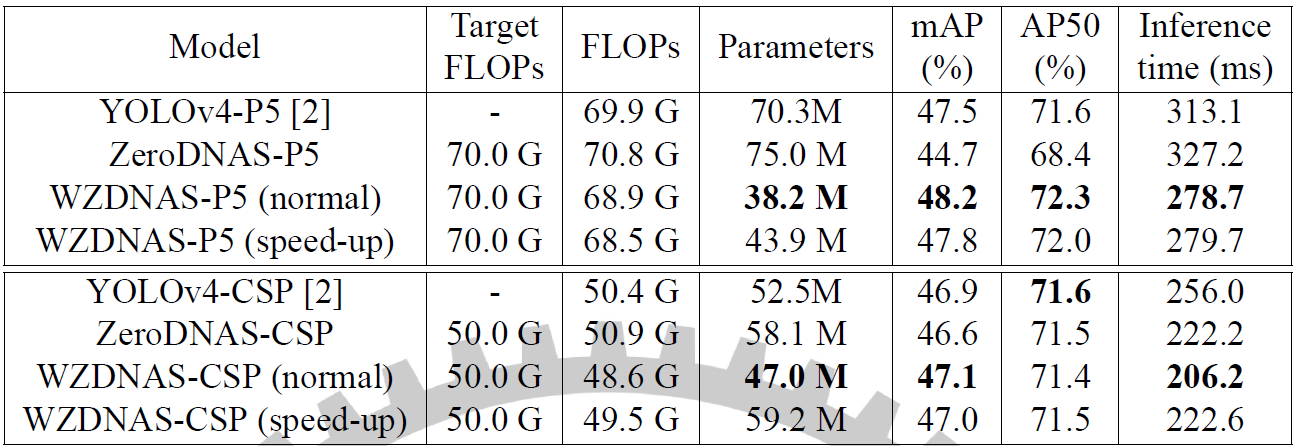 Model Target FLOPs FLOPs Parameters mAP (%) AP50 (%) Inference time (ms)
YOLOv4-P5 [2] - 69.9 G 70.3M 47.5 71.6 313.1
ZeroDNAS-P5 70.0 G 70.8 G 75.0 M 44.7 68.4 327.2
WZDNAS-P5 (normal) 70.0 G 68.9 G 38.2 M 48.2 72.3 278.7
WZDNAS-P5 (speed-up) 70.0 G 68.5 G 43.9 M 47.8 72.0 279.7
YOLOv4-CSP [2] - 50.4 G 52.5M 46.9 71.6 256.0
ZeroDNAS-CSP 50.0 G 50.9 G 58.1 M 46.6 71.5 222.2
WZDNAS-CSP (normal) 50.0 G 48.6 G 47.0 M 47.1 71.4 206.2
WZDNAS-CSP (speed-up) 50.0 G 49.5 G 59.2 M 47.0 71.5 222.6